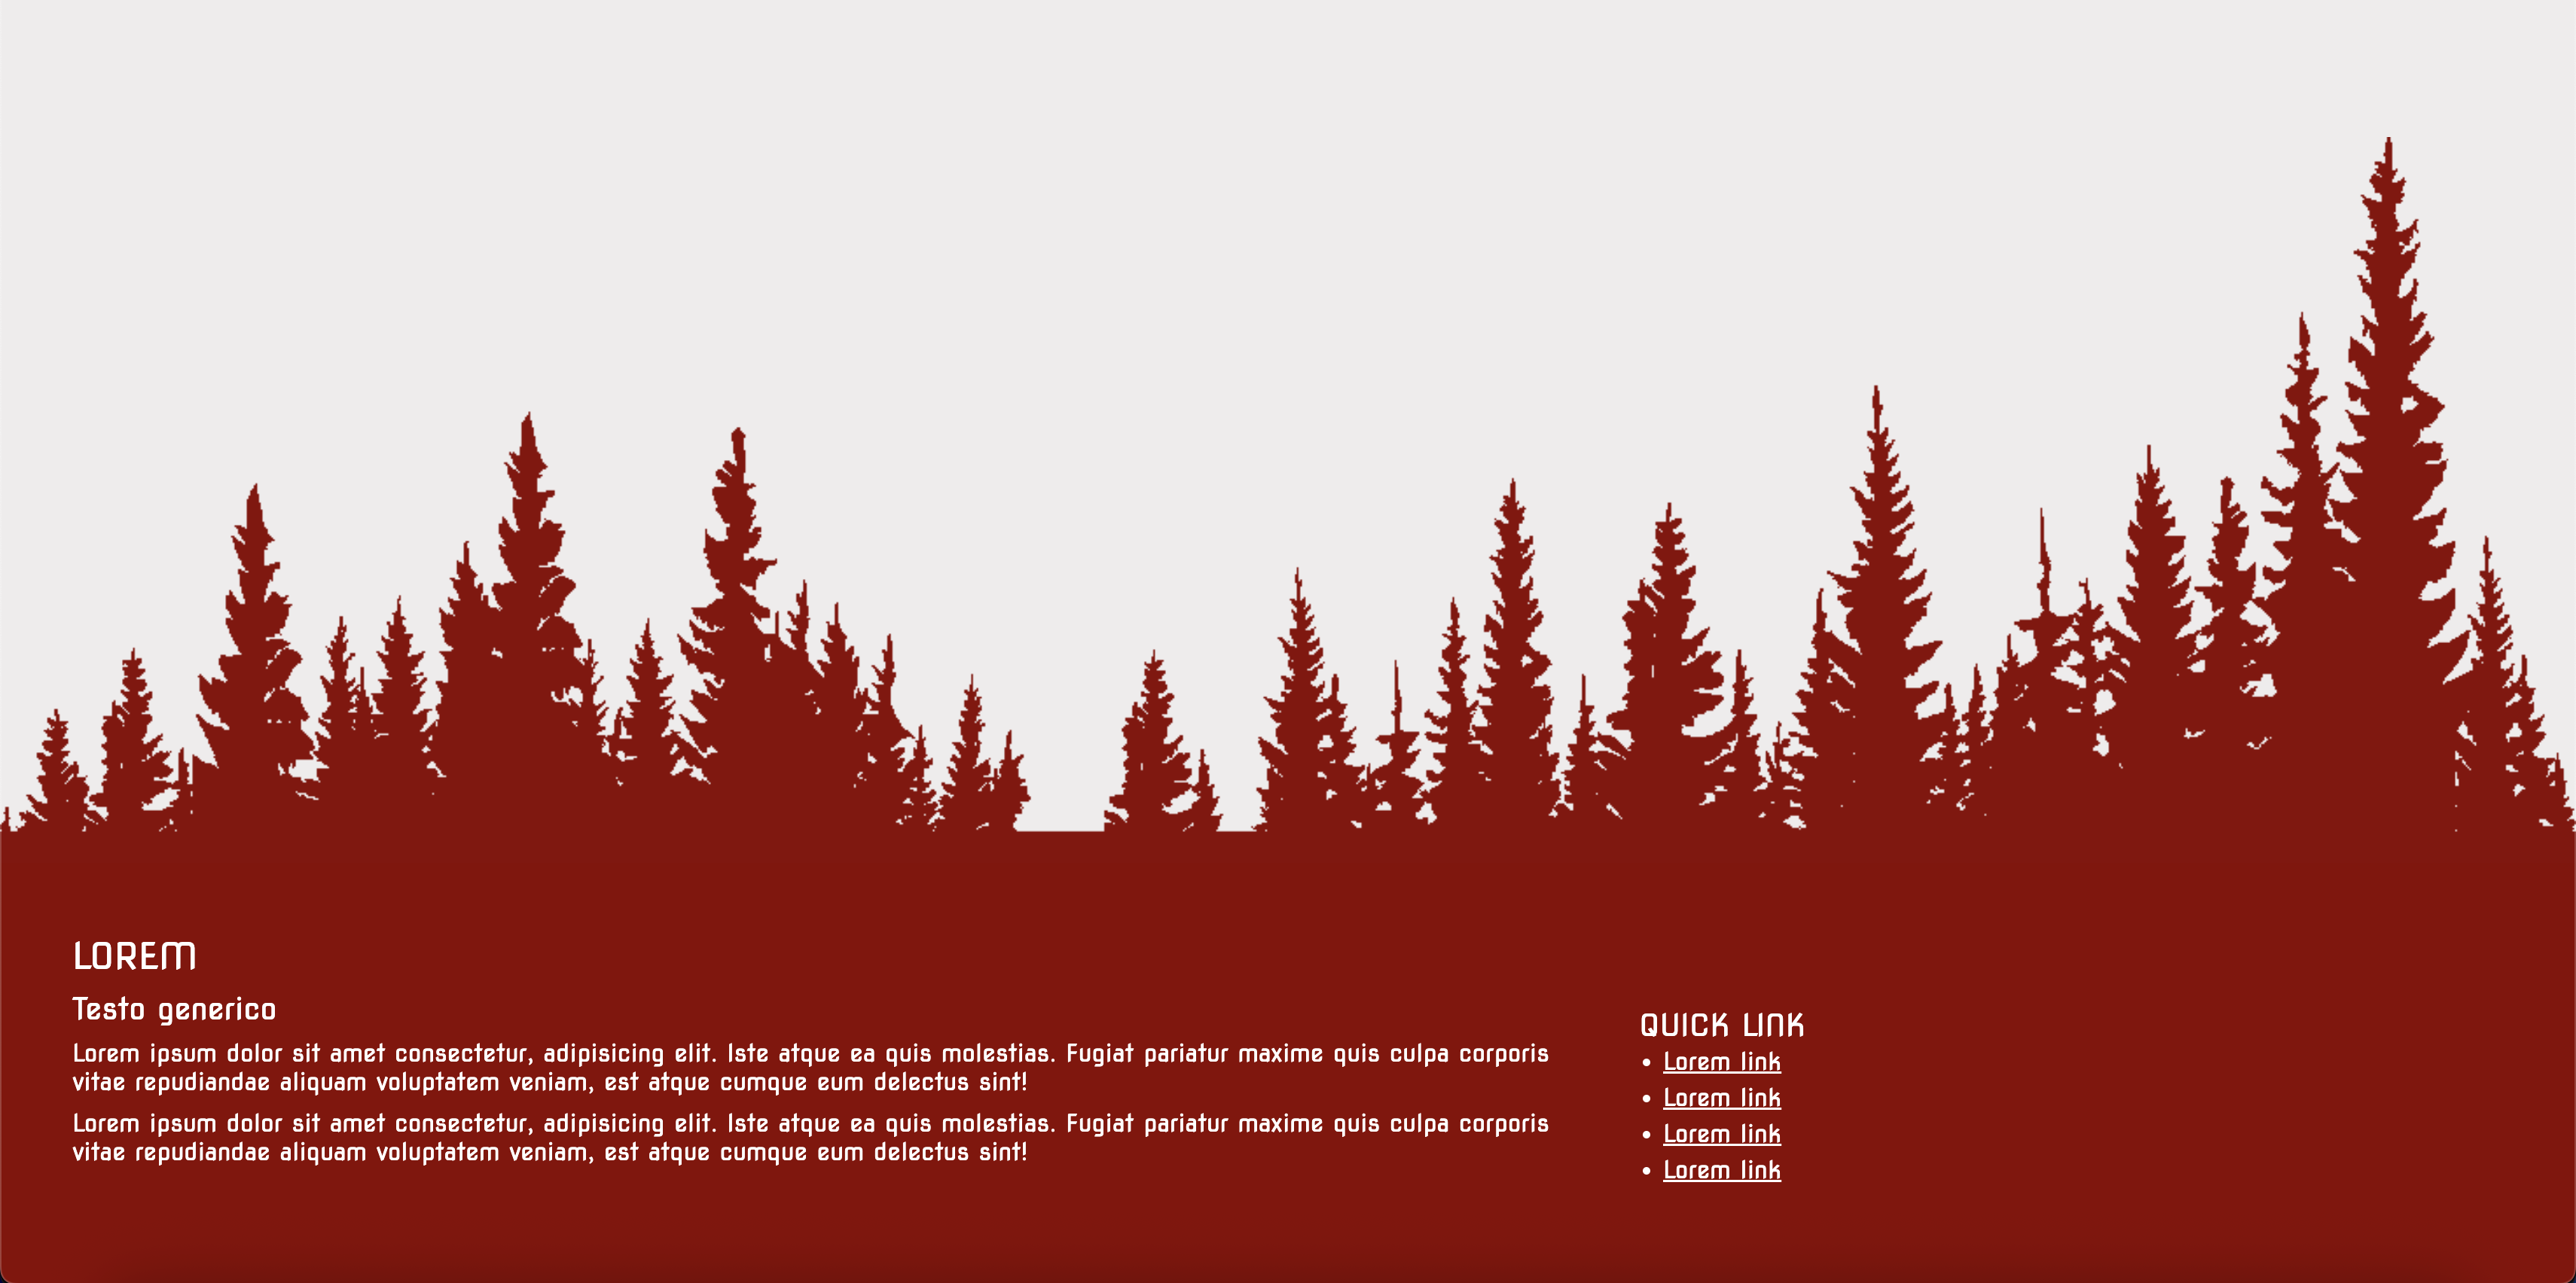 LOREM
Testo generico
Lorem ipsum dolor sit amet consectetur, adipisicing elit. Iste atque ea quis molestias. Fugiat pariatur maxime quis culpa corporis
vitae repudiandae aliquam voluptatem veniam, est atque cumque eum delectus sint!
Lorem ipsum dolor sit amet consectetur, adipisicing elit. Iste atque ea quis molestias. Fugiat pariatur maxime quis culpa corporis
vitae repudiandae aliquam voluptatem veniam, est atque cumque eum delectus sint!
QUICK LINK
• Lorem link
• Lorem link
• Lorem link
• Lorem link